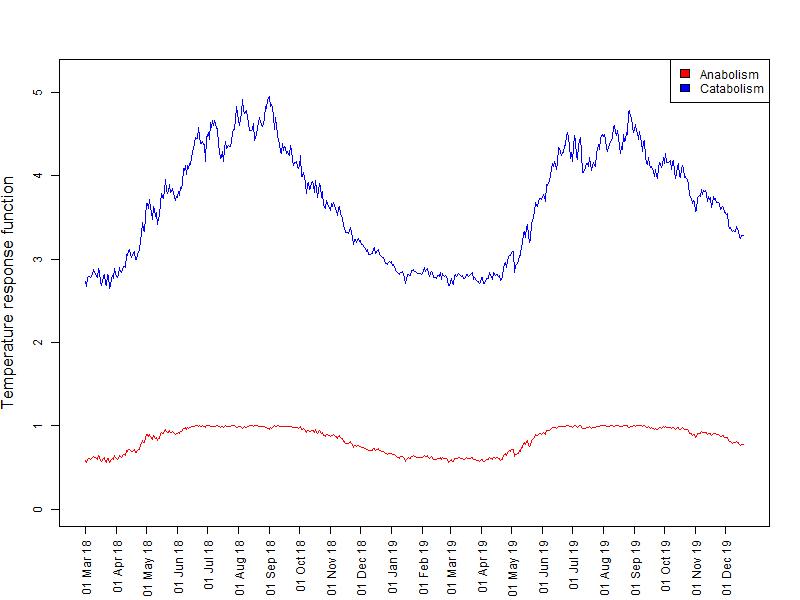 Anabolism
Catabolism
Temperature response function
5
4
3
2
1
0
01 Mar 18
01 Apr 18
01 May 18
01 Jun 18
01 Jul 18
01 Aug 18
01 Sep 18
01 Oct 18
01 Nov 18
01 Dec 18
01 Jan 19
01 Feb 19
01 Mar 19
01 Apr 19
01 May 19
01 Jun 19
01 Jul 19
01 Aug 19
01 Sep 19
01 Oct 19
01 Nov 19
01 Dec 19